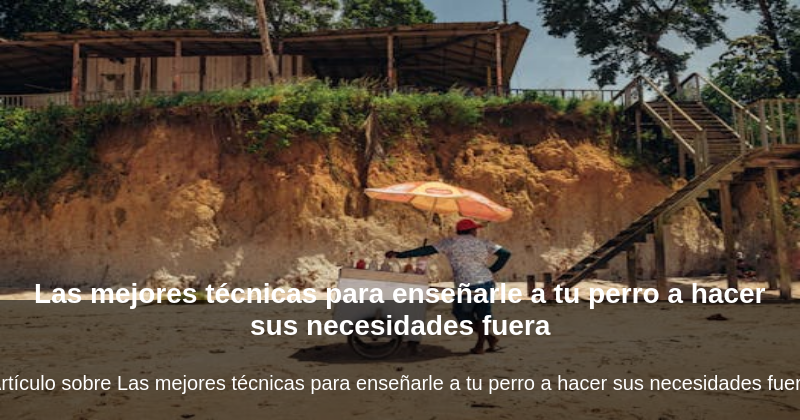 Las mejores técnicas para enseñarle a tu perro a hacer
sus necesidades fuera
rtículo sobre Las mejores técnicas para enseñarle a tu perro a hacer sus necesidades fuer